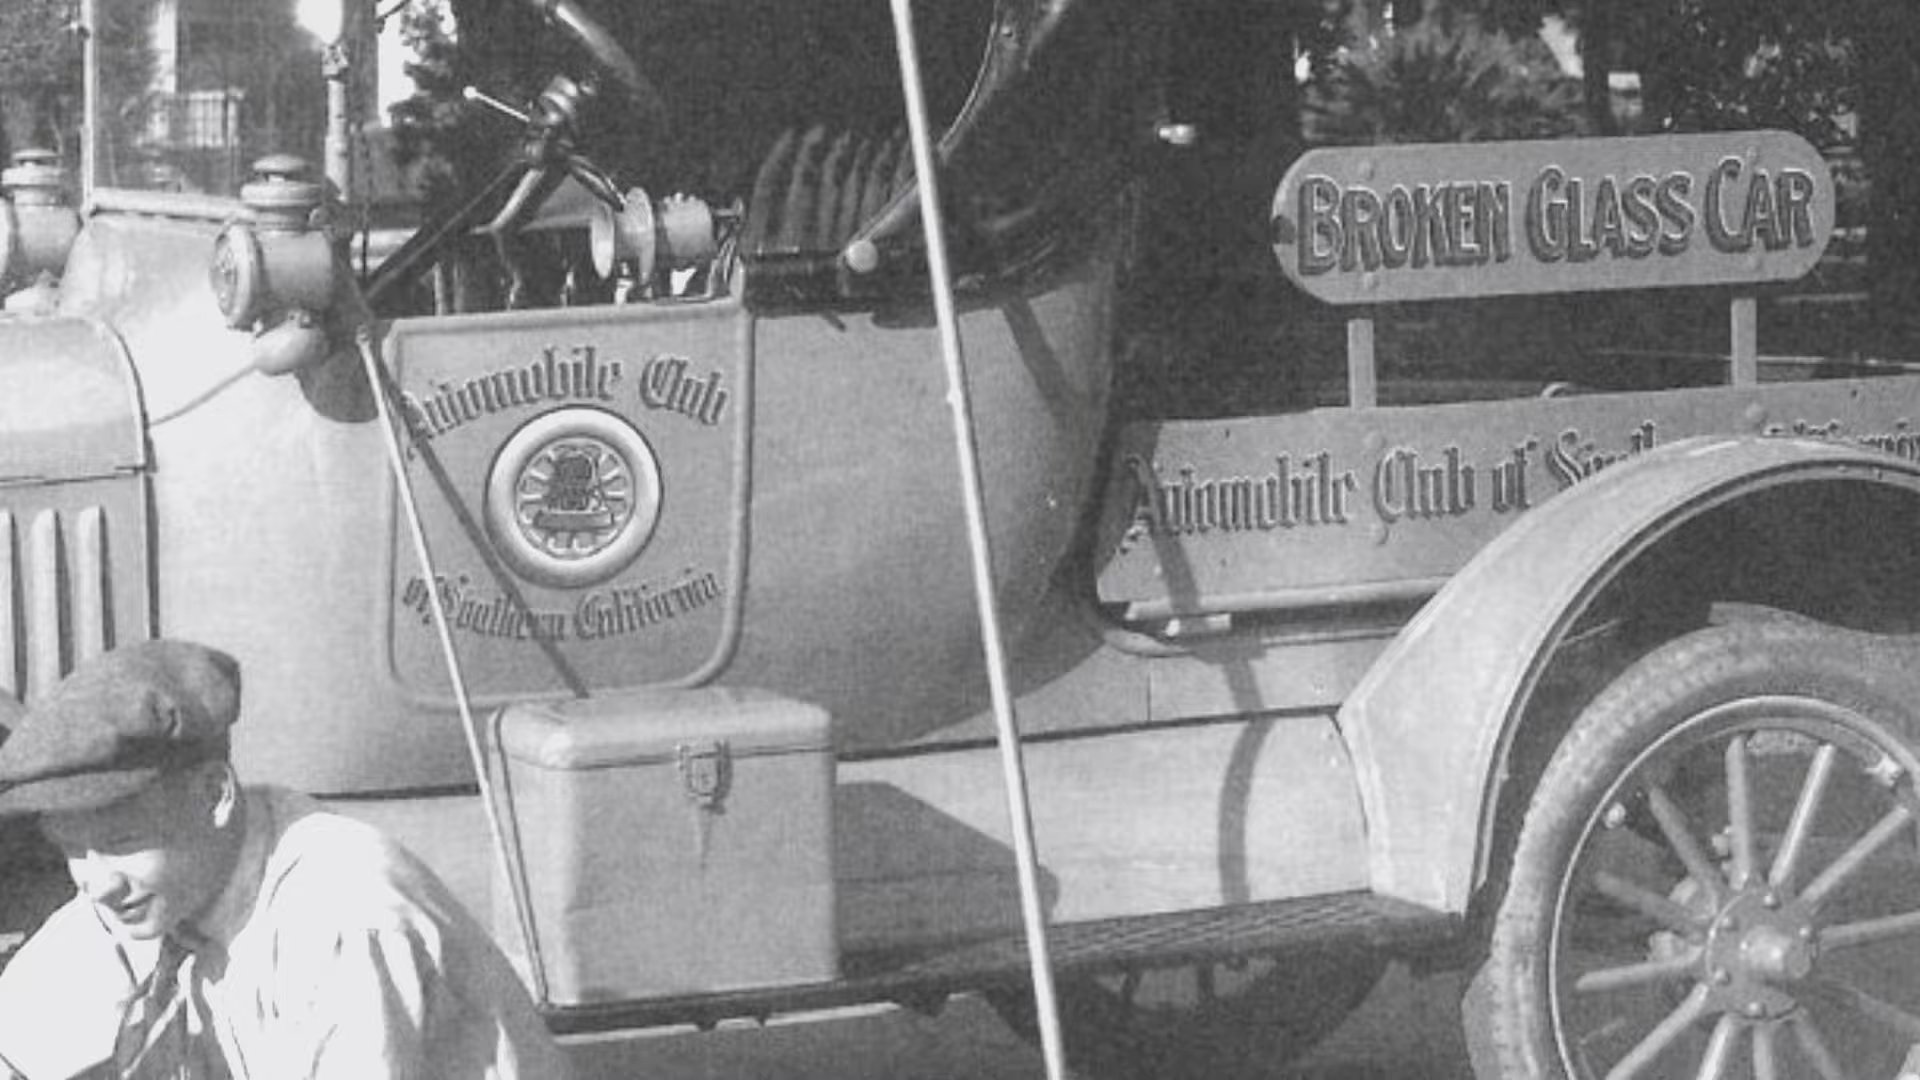 BROKEN GLASS CAR
Automobile Club
of Southern California
Automobile Club of